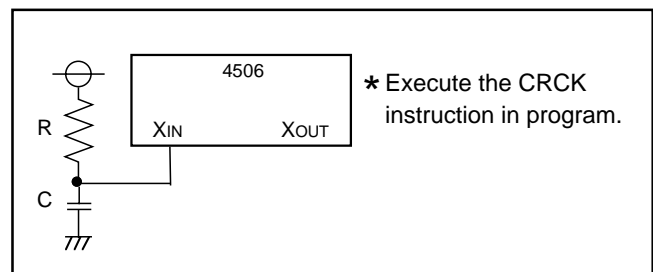 4506
* Execute the CRCK
instruction in program.
R
XIN
XOUT
C